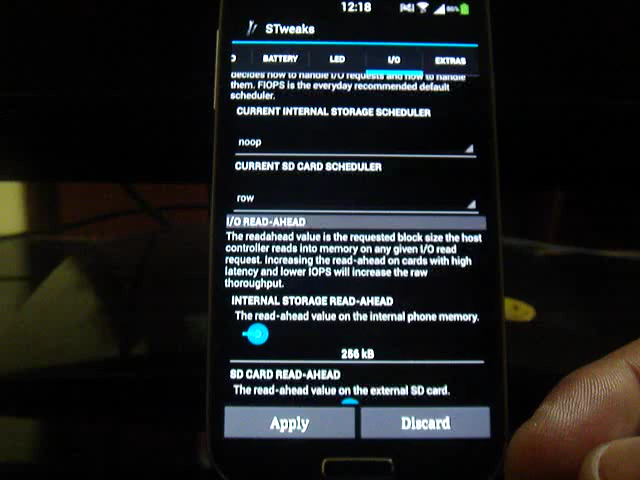 12:18
STweaks
O BATTERY LED I/O EXTRAS
decides how to handle I/O requests and how to handle
them. FIOPS is the everyday recommended default
scheduler.
CURRENT INTERNAL STORAGE SCHEDULER
noop
CURRENT SD CARD SCHEDULER
row
I/O READ-AHEAD
The readahead value is the requested block size the host
controller reads into memory on any given I/O read
request. Increasing the read-ahead on cards with high
latency and lower IOPS will increase the raw
thoroughput.
INTERNAL STORAGE READ-AHEAD
The read-ahead value on the internal phone memory.
256 kB
SD CARD READ-AHEAD
The read-ahead value on the external SD card.
Apply Discard